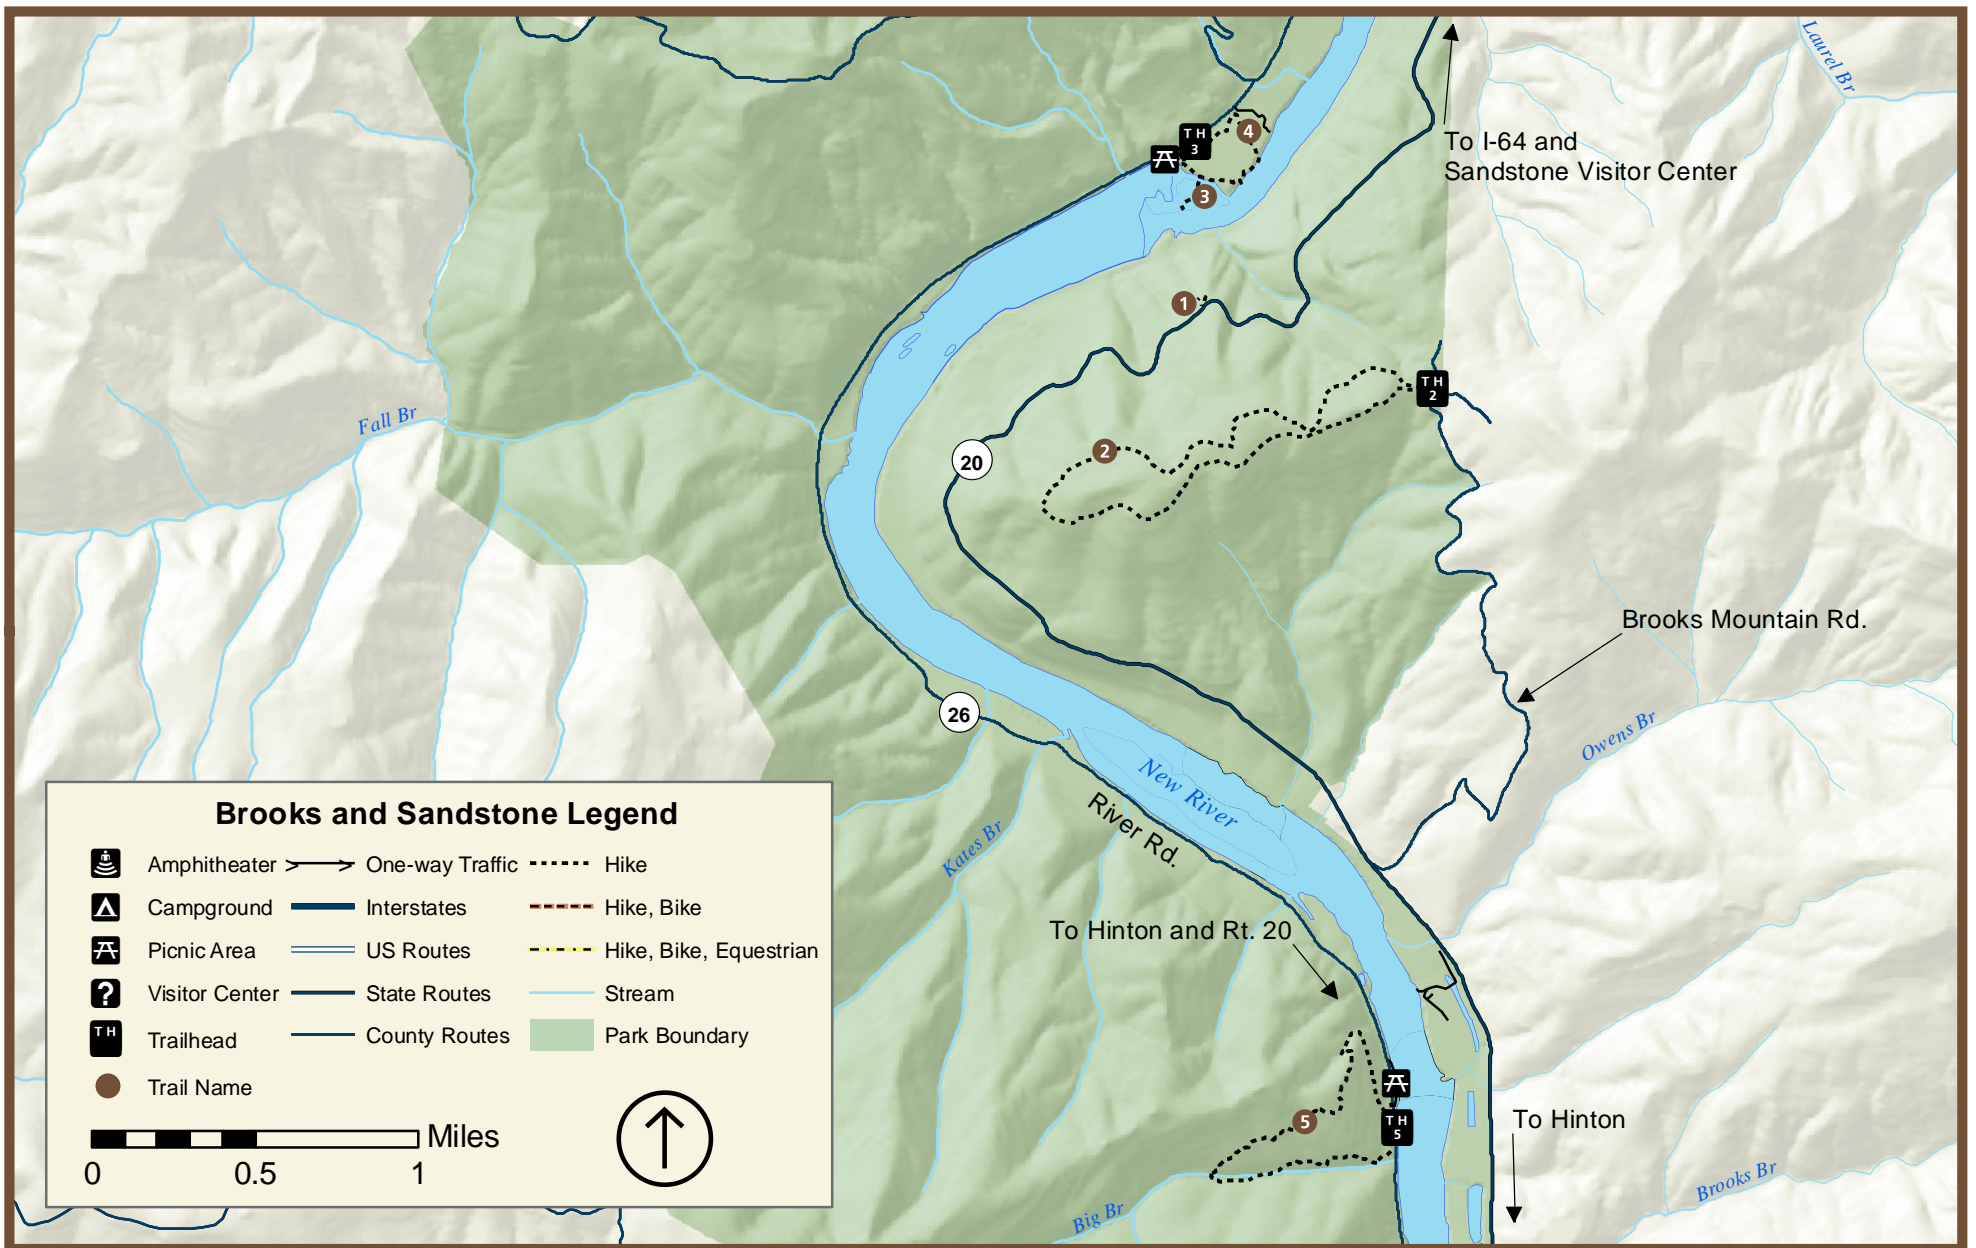 Laurel Br
To I-64 and
Sandstone Visitor Center
TH
3
4
3
1
TH
2
2
Fall Br
20
Brooks Mountain Rd.
26
Owens Br
New River
River Rd.
Kates Br
To Hinton and Rt. 20
5
TH
5
To Hinton
Brooks Br
Big Br
Brooks and Sandstone Legend
Amphitheater
One-way Traffic
Hike
Campground
Interstates
Hike, Bike
Picnic Area
US Routes
Hike, Bike, Equestrian
?
Visitor Center
State Routes
Stream
TH
Trailhead
County Routes
Park Boundary
Trail Name
Miles
0
0.5
1